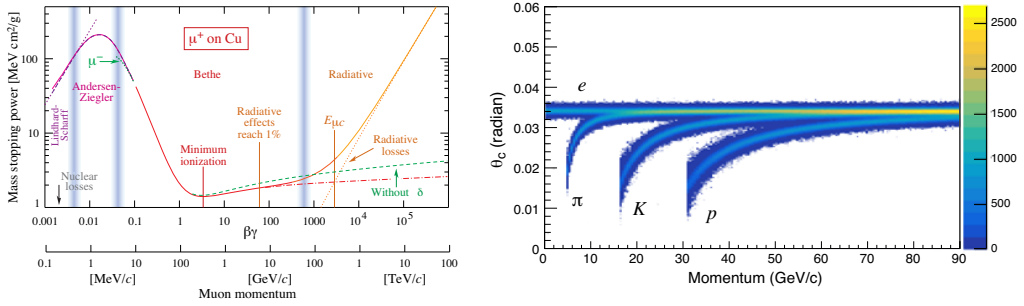 μ⁺ on Cu
μ−
Andersen-
Ziegler
Lindhard-
Scharff
Bethe
Radiative
Radiative
effects
reach 1%
Eμc
Radiative
losses
Minimum
ionization
Nuclear
losses
Without δ
Mass stopping power [MeV cm²/g]
100
10
1
0.001 0.01 0.1 1 10 100 1000 10⁴ 10⁵
βγ
0.1 1 10 100 1 10 100 1 10 100
[MeV/c] [GeV/c] [TeV/c]
Muon momentum
θc (radian)
0.06
0.05
0.04
0.03
0.02
0.01
0
e
π
K
p
0 10 20 30 40 50 60 70 80 90
Momentum (GeV/c)
2500
2000
1500
1000
500
0